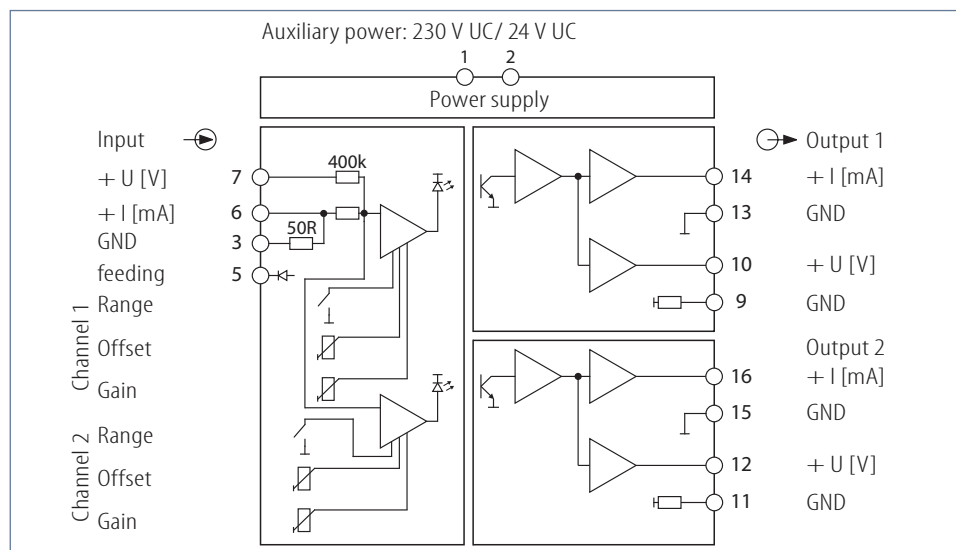 Auxiliary power: 230 V UC/ 24 V UC
1 2
Power supply
Input
Output 1
+ U [V] 7 400k
14 + I [mA]
+ I [mA] 6
13 GND
GND 3 50R
feeding 5
10 + U [V]
Channel 1
Range
9 GND
Offset
Output 2
Gain
16 + I [mA]
15 GND
Channel 2
Range
12 + U [V]
Offset
11 GND
Gain